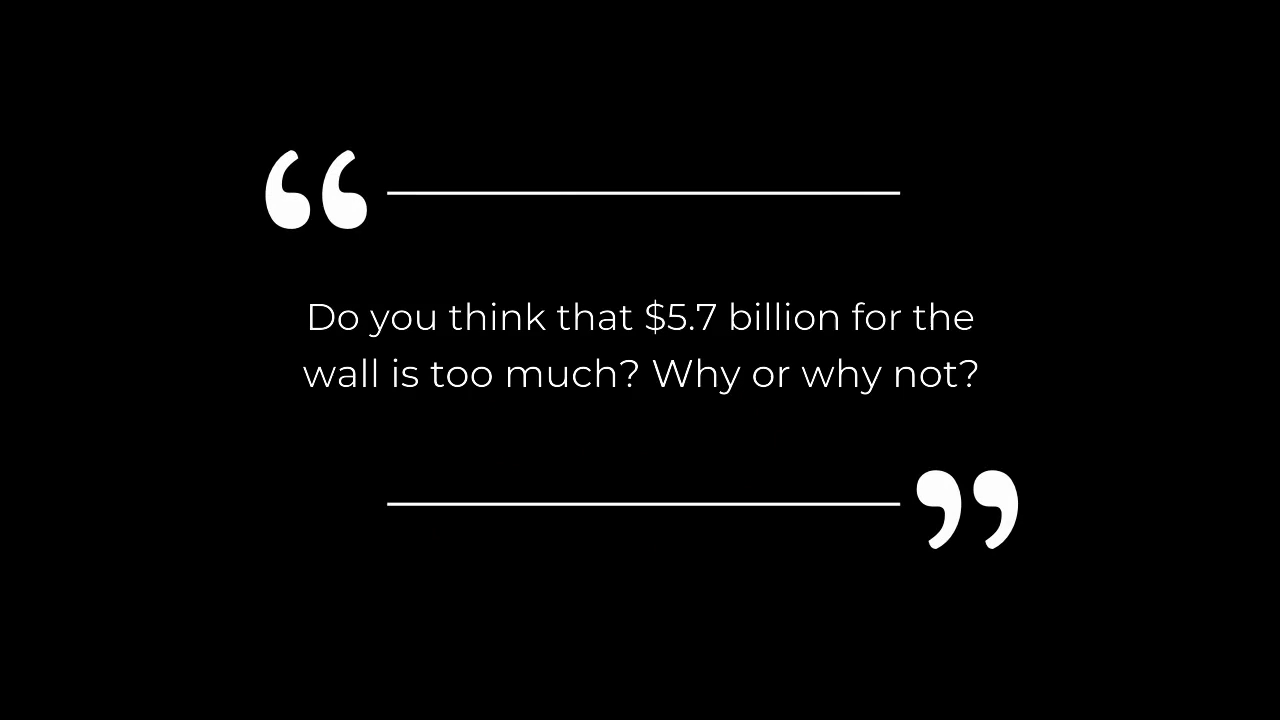 “
Do you think that $5.7 billion for the
wall is too much? Why or why not?
”